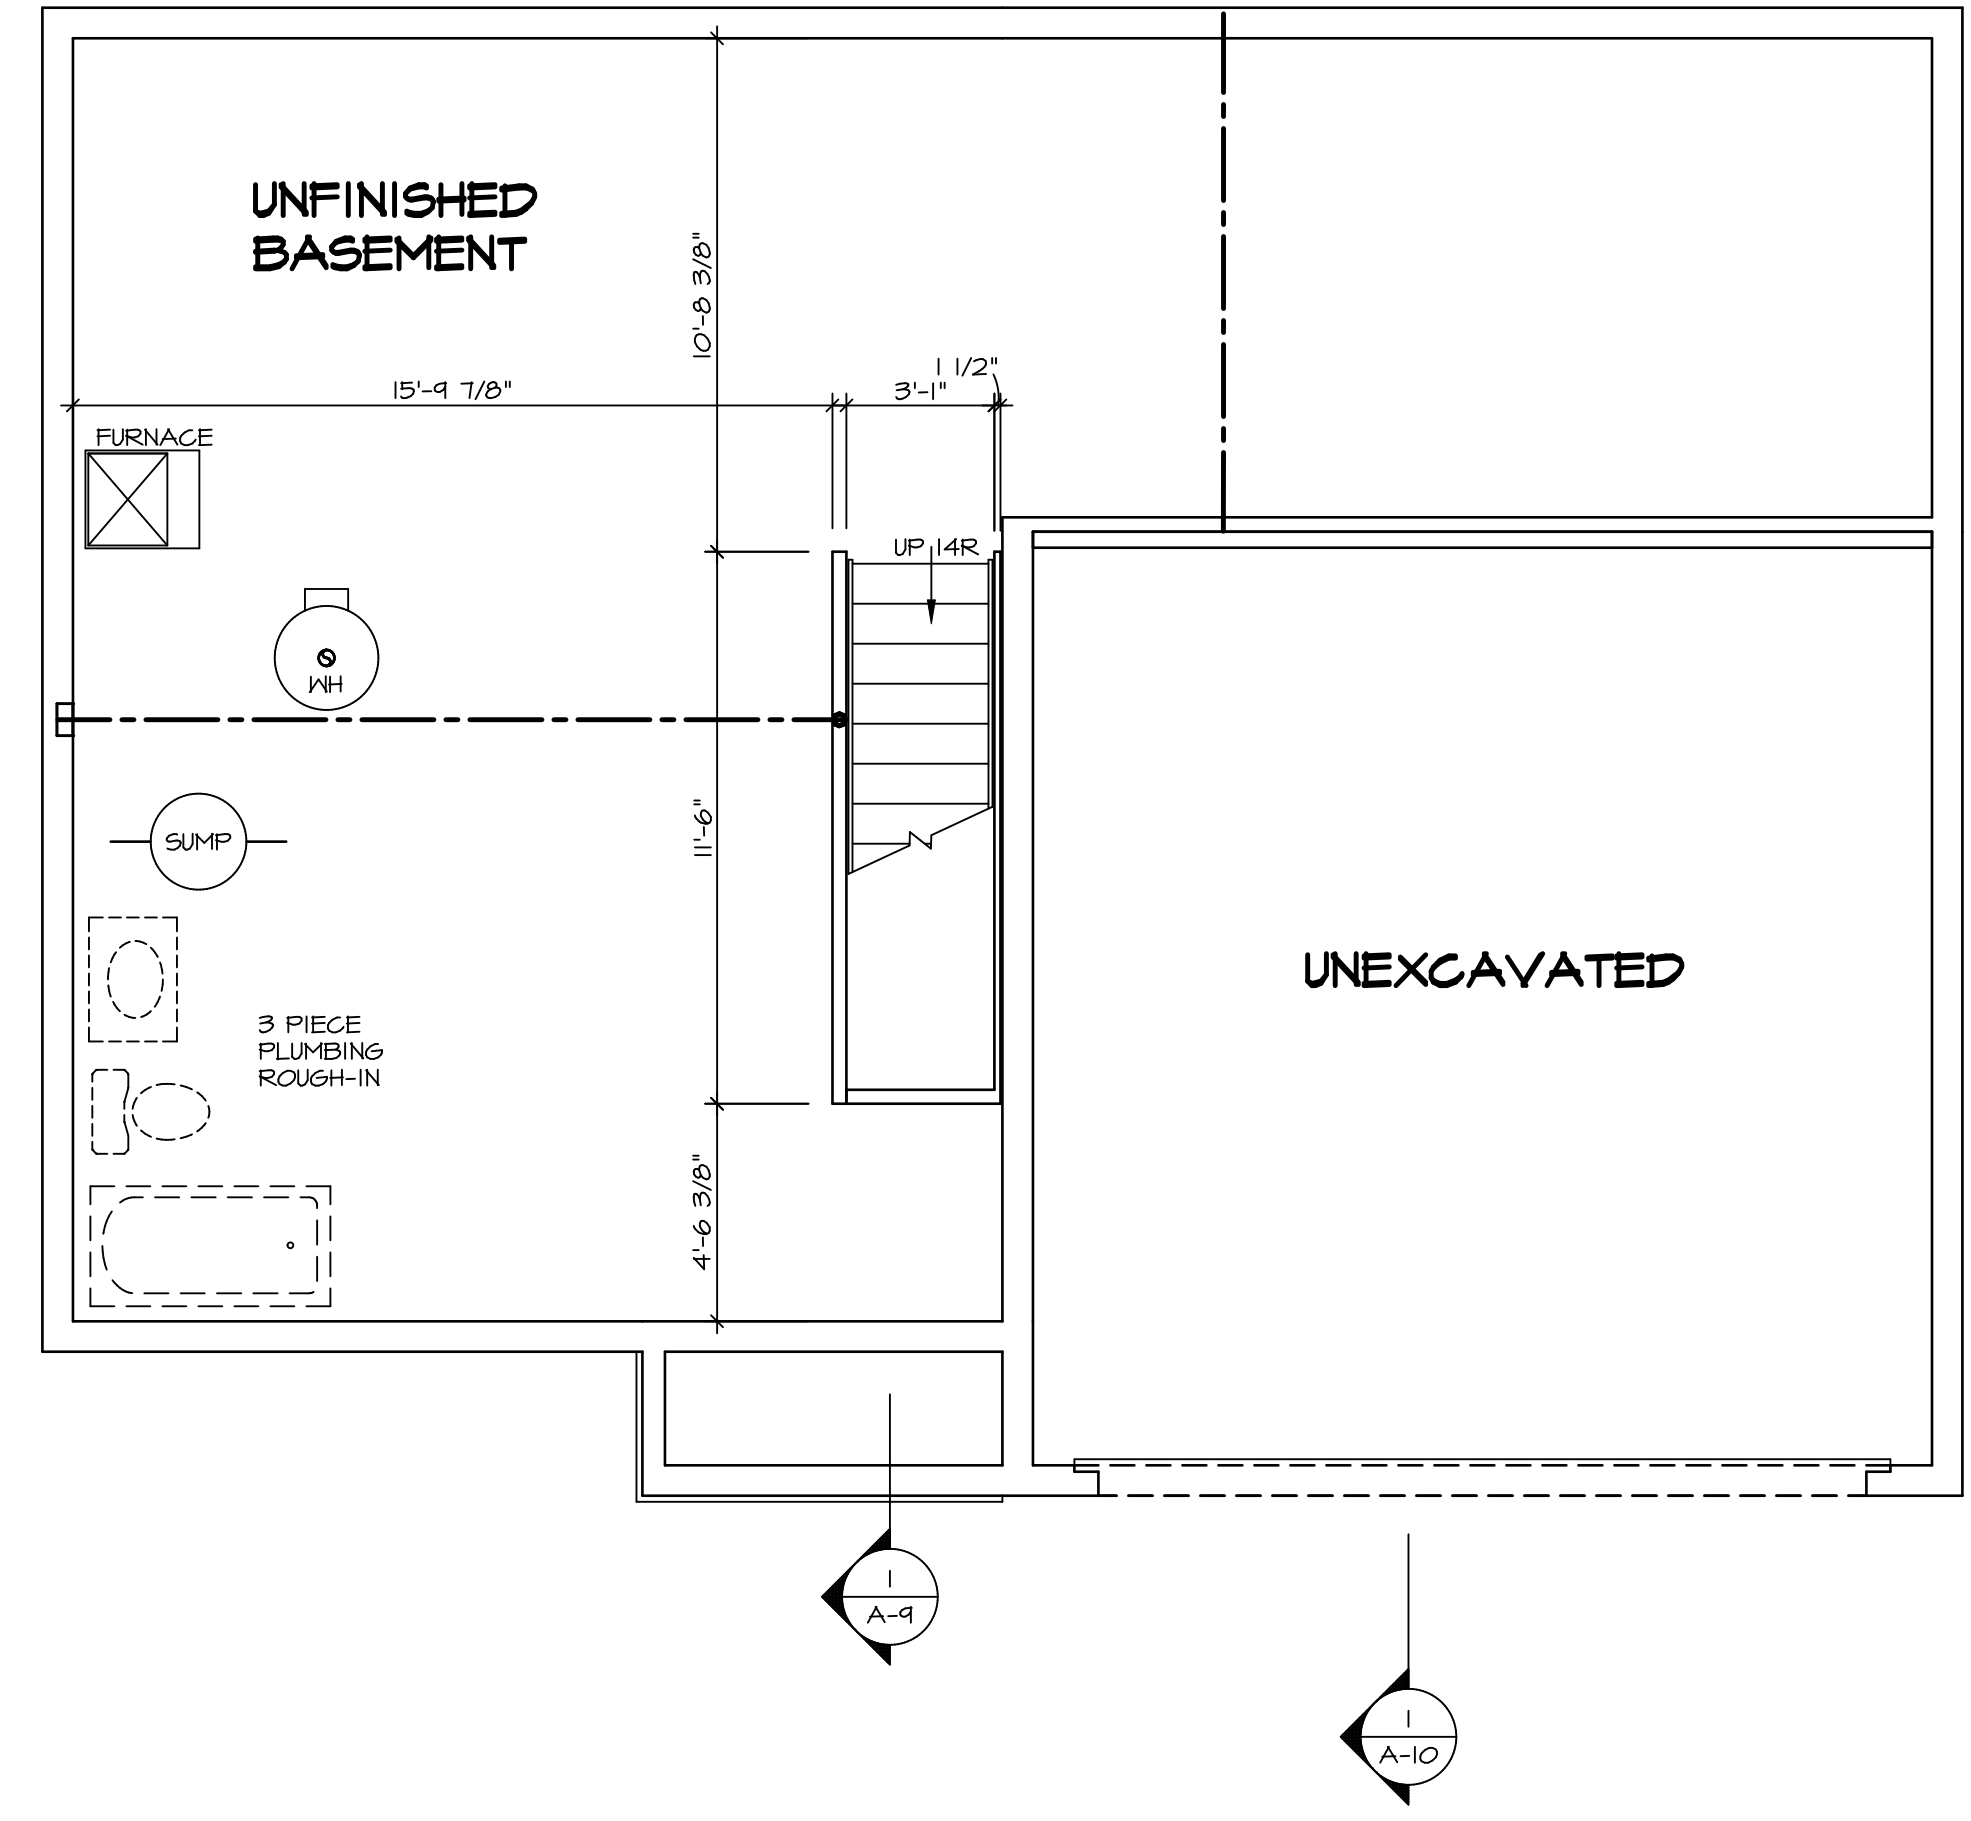 UNFINISHED
BASEMENT
10'-8 3/8"
1 1/2"
15'-9 7/8"
3'-1"
FURNACE
UP 14R
WH
SUMP
11'-6"
UNEXCAVATED
3 PIECE
PLUMBING
ROUGH-IN
4'-6 3/8"
1
A-9
1
A-10